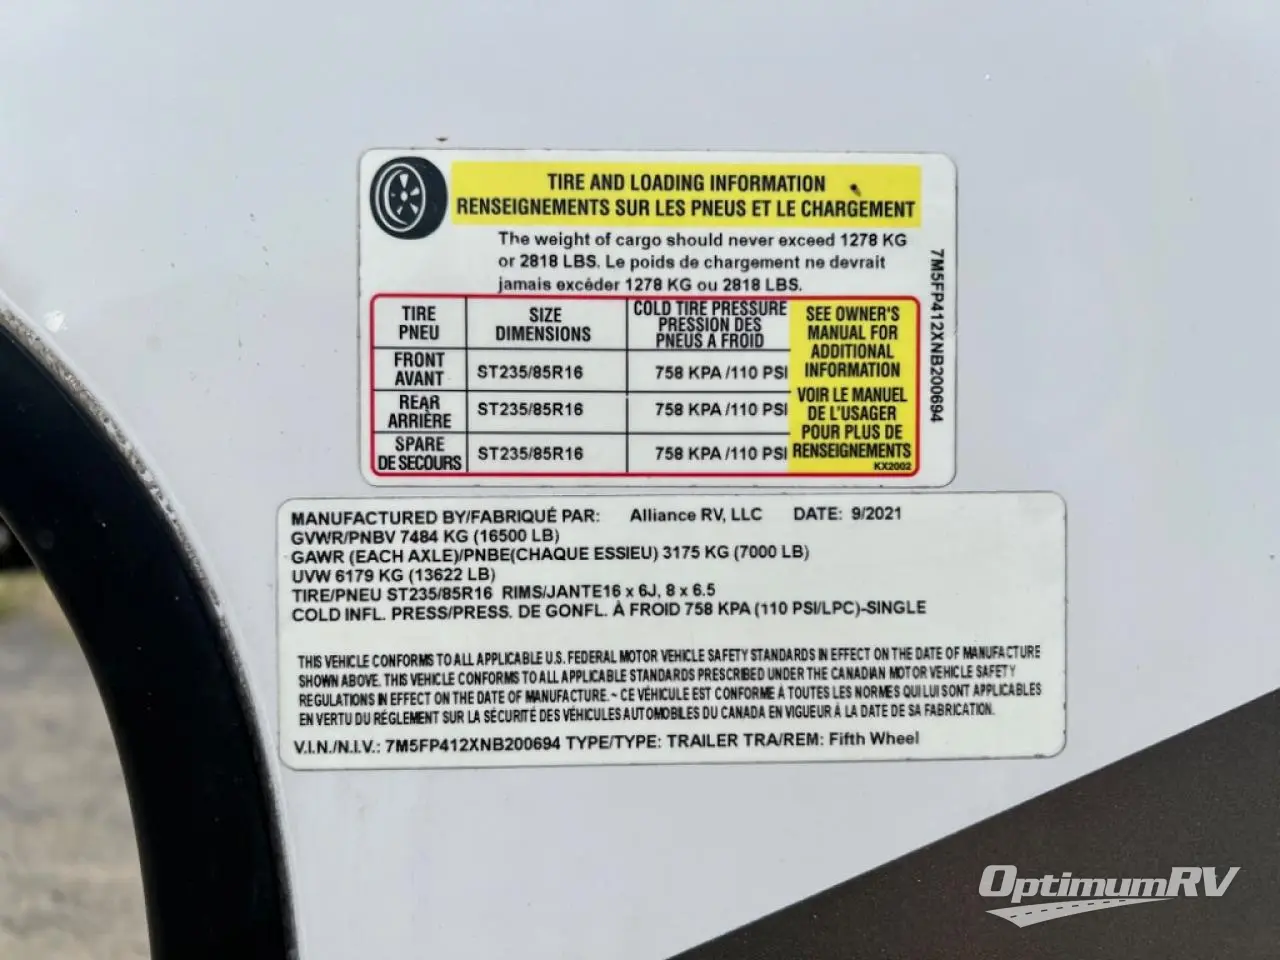 TIRE AND LOADING INFORMATION
RENSEIGNEMENTS SUR LES PNEUS ET LE CHARGEMENT
The weight of cargo should never exceed 1278 KG
or 2818 LBS. Le poids de chargement ne devrait
jamais excéder 1278 KG ou 2818 LBS.
TIRE
PNEU
SIZE
DIMENSIONS
COLD TIRE PRESSURE
PRESSION DES
PNEUS A FROID
FRONT
AVANT
ST235/85R16
758 KPA /110 PSI
REAR
ARRIÈRE
ST235/85R16
758 KPA /110 PSI
SPARE
DE SECOURS
ST235/85R16
758 KPA /110 PSI
SEE OWNER'S
MANUAL FOR
ADDITIONAL
INFORMATION
VOIR LE MANUEL
DE L'USAGER
POUR PLUS DE
RENSEIGNEMENTS
KX2002
7M5FP412XNB200694
MANUFACTURED BY/FABRIQUÉ PAR: Alliance RV, LLC DATE: 9/2021
GVWR/PNBV 7484 KG (16500 LB)
GAWR (EACH AXLE)/PNBE(CHAQUE ESSIEU) 3175 KG (7000 LB)
UVW 6179 KG (13622 LB)
TIRE/PNEU ST235/85R16 RIMS/JANTE16 x 6J, 8 x 6.5
COLD INFL. PRESS/PRESS. DE GONFL. À FROID 758 KPA (110 PSI/LPC)-SINGLE
THIS VEHICLE CONFORMS TO ALL APPLICABLE U.S. FEDERAL MOTOR VEHICLE SAFETY STANDARDS IN EFFECT ON THE DATE OF MANUFACTURE
SHOWN ABOVE. THIS VEHICLE CONFORMS TO ALL APPLICABLE STANDARDS PRESCRIBED UNDER THE CANADIAN MOTOR VEHICLE SAFETY
REGULATIONS IN EFFECT ON THE DATE OF MANUFACTURE. ~ CE VÉHICULE EST CONFORME À TOUTES LES NORMES QUI LUI SONT APPLICABLES
EN VERTU DU RÉGLEMENT SUR LA SÉCURITÉ DES VÉHICULES AUTOMOBILES DU CANADA EN VIGUEUR À LA DATE DE SA FABRICATION.
V.I.N./N.I.V.: 7M5FP412XNB200694 TYPE/TYPE: TRAILER TRA/REM: Fifth Wheel
OptimumRV